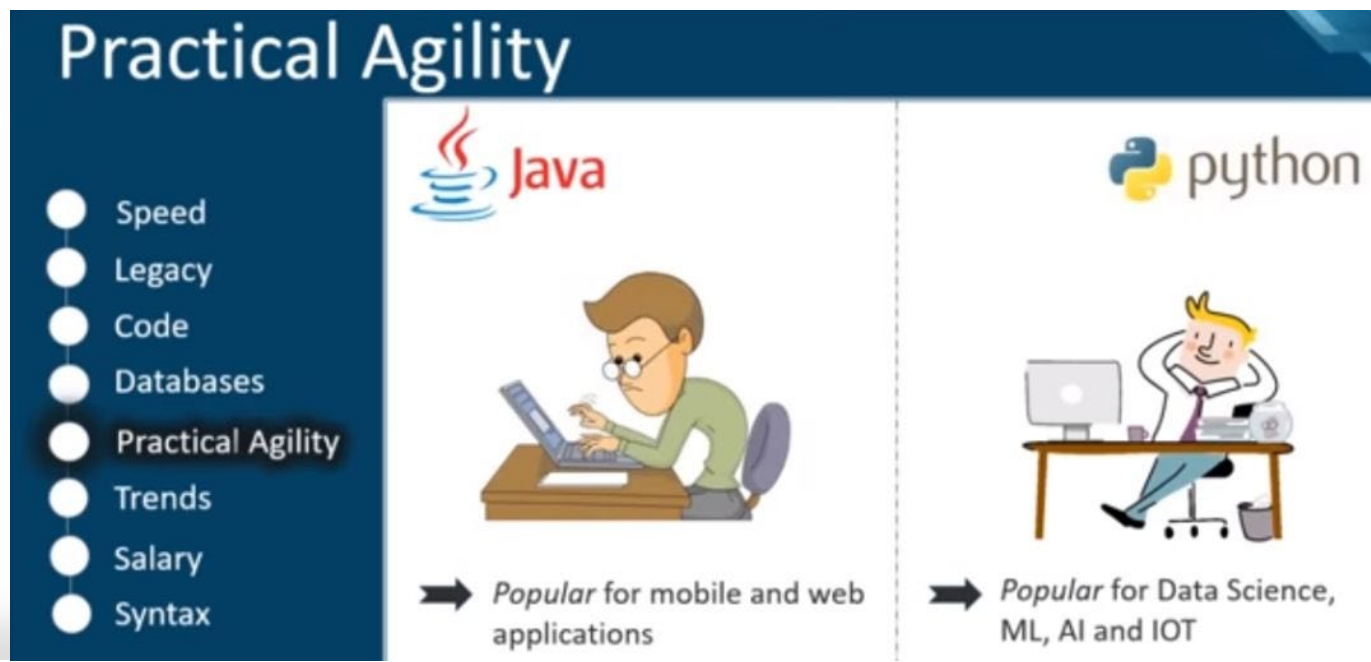 Practical Agility
Speed
Legacy
Code
Databases
Practical Agility
Trends
Salary
Syntax
Java
Popular for mobile and web
applications
python
Popular for Data Science,
ML, AI and IOT